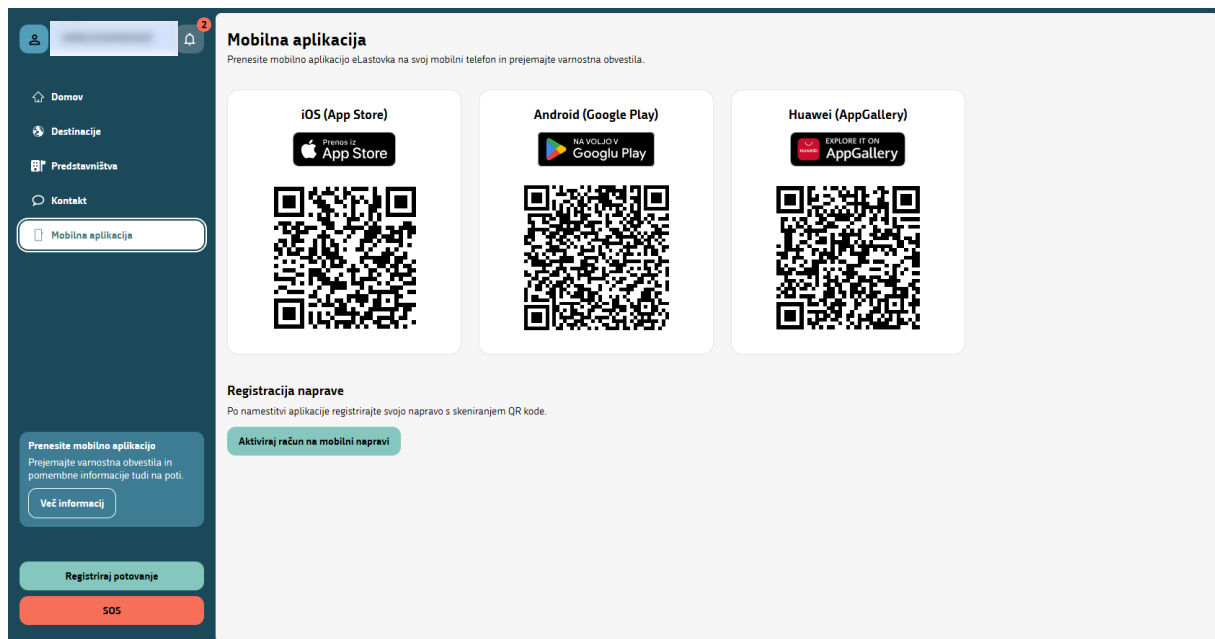 2
Domov
Destinacije
Predstavništva
Kontakt
Mobilna aplikacija
Prenesite mobilno aplikacijo
Prejemajte varnostna obvestila in
pomembne informacije tudi na poti.
Več informacij
Registriraj potovanje
SOS
Mobilna aplikacija
Prenesite mobilno aplikacijo eLastovka na svoj mobilni telefon in prejemajte varnostna obvestila.
iOS (App Store)
Prenos iz
App Store
Android (Google Play)
NA VOLJO V
Googlu Play
Huawei (AppGallery)
HUAWEI
EXPLORE IT ON
AppGallery
Registracija naprave
Po namestitvi aplikacije registrirajte svojo napravo s skeniranjem QR kode.
Aktiviraj račun na mobilni napravi